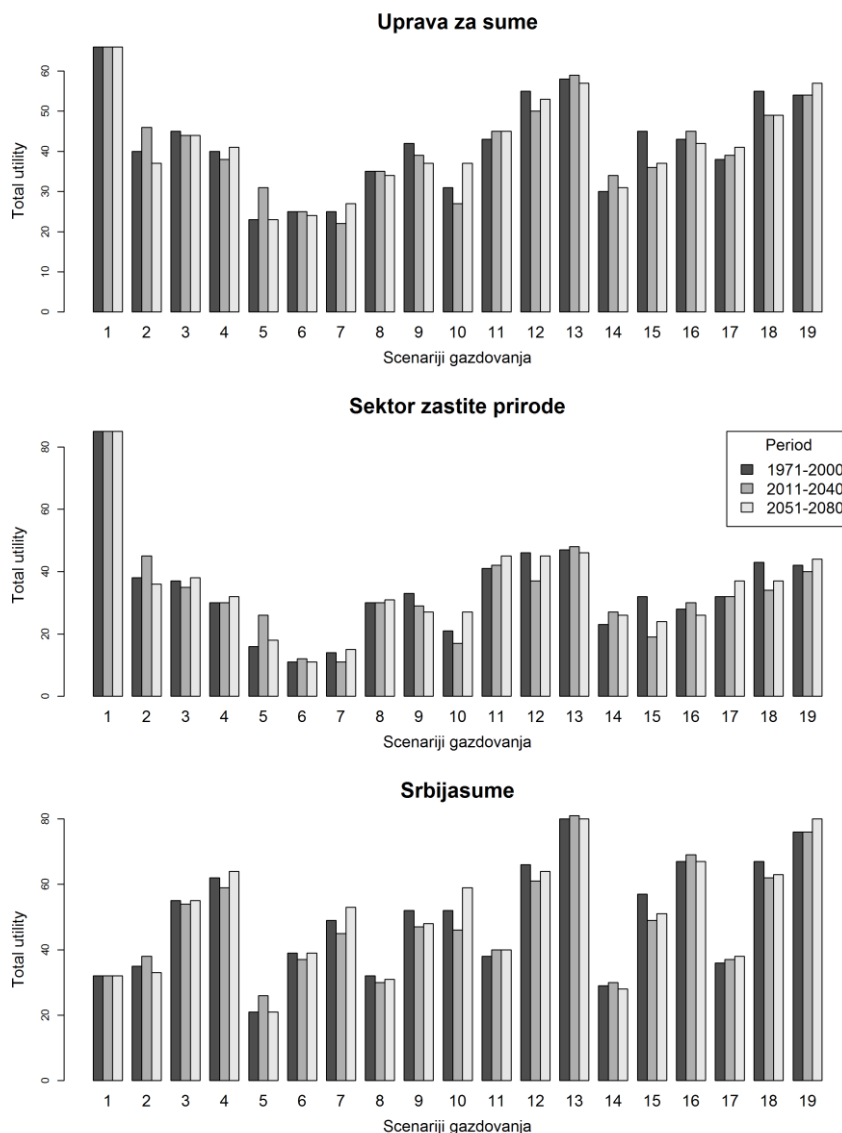 Uprava za sume
Total utility
0 10 20 30 40 50 60
1 2 3 4 5 6 7 8 9 10 11 12 13 14 15 16 17 18 19
Scenariji gazdovanja
Sektor zastite prirode
Total utility
0 20 40 60 80
Period
1971-2000
2011-2040
2051-2080
1 2 3 4 5 6 7 8 9 10 11 12 13 14 15 16 17 18 19
Scenariji gazdovanja
Srbijasume
Total utility
0 20 40 60 80
1 2 3 4 5 6 7 8 9 10 11 12 13 14 15 16 17 18 19
Scenariji gazdovanja